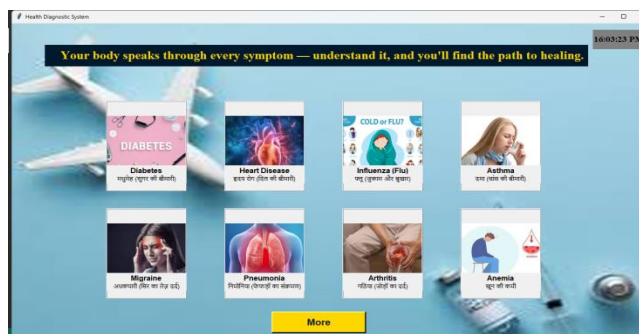 Health Diagnostic System
16:03:23 PM
Your body speaks through every symptom — understand it, and you'll find the path to healing.
DIABETES
COLD or FLU?
Diabetes
मधुमेह (शुगर की बीमारी)
Heart Disease
हृदय रोग (दिल की बीमारी)
Influenza (Flu)
फ्लू (जुकाम और बुखार)
Asthma
दमा (सांस की बीमारी)
Migraine
अधकपारी (सिर का तेज़ दर्द)
Pneumonia
निमोनिया (फेफड़ों का संक्रमण)
Arthritis
गठिया (जोड़ों का दर्द)
Anemia
खून की कमी
More